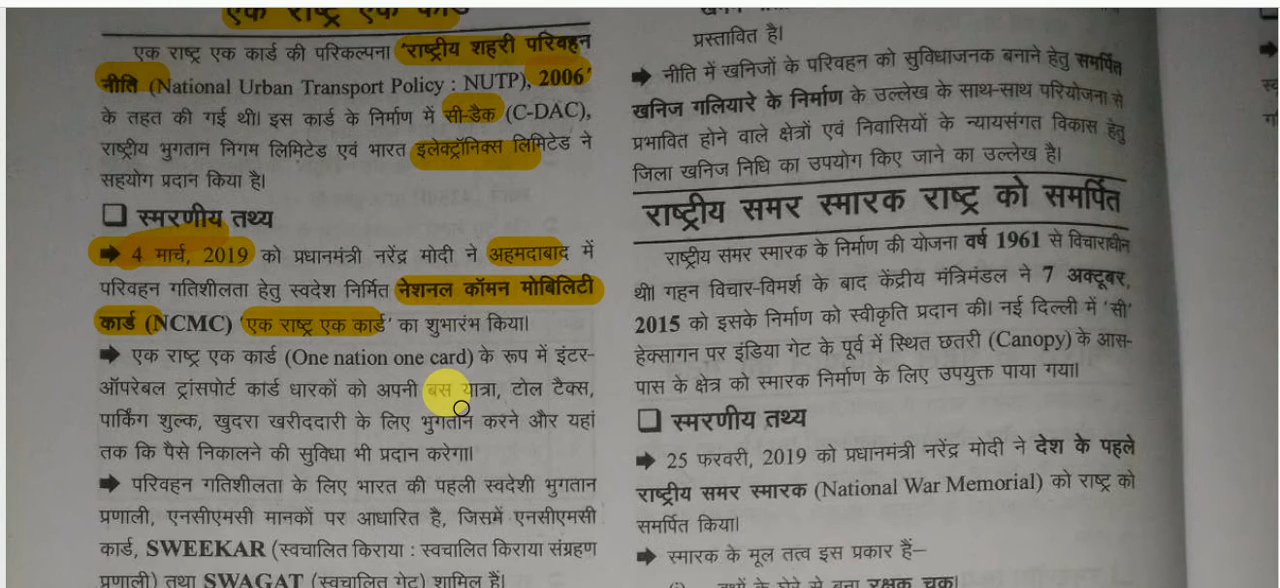 एक राष्ट्र एक कार्ड
एक राष्ट्र एक कार्ड की परिकल्पना 'राष्ट्रीय शहरी परिवहन
नीति (National Urban Transport Policy : NUTP), 2006'
के तहत की गई थी। इस कार्ड के निर्माण में सी-डैक (C-DAC),
राष्ट्रीय भुगतान निगम लिमिटेड एवं भारत इलेक्ट्रॉनिक्स लिमिटेड ने
सहयोग प्रदान किया है।
❑ स्मरणीय तथ्य
➡ 4 मार्च, 2019 को प्रधानमंत्री नरेंद्र मोदी ने अहमदाबाद में
परिवहन गतिशीलता हेतु स्वदेश निर्मित नेशनल कॉमन मोबिलिटी
कार्ड (NCMC) 'एक राष्ट्र एक कार्ड' का शुभारंभ किया।
➡ एक राष्ट्र एक कार्ड (One nation one card) के रूप में इंटर-
ऑपरेबल ट्रांसपोर्ट कार्ड धारकों को अपनी बस यात्रा, टोल टैक्स,
पार्किंग शुल्क, खुदरा खरीददारी के लिए भुगतान करने और यहां
तक कि पैसे निकालने की सुविधा भी प्रदान करेगा।
➡ परिवहन गतिशीलता के लिए भारत की पहली स्वदेशी भुगतान
प्रणाली, एनसीएमसी मानकों पर आधारित है, जिसमें एनसीएमसी
कार्ड, SWEEKAR (स्वचालित किराया : स्वचालित किराया संग्रहण
प्रणाली) तथा SWAGAT (स्वचालित गेट) शामिल हैं।
प्रस्तावित है।
➡ नीति में खनिजों के परिवहन को सुविधाजनक बनाने हेतु समर्पित
खनिज गलियारे के निर्माण के उल्लेख के साथ-साथ परियोजना से
प्रभावित होने वाले क्षेत्रों एवं निवासियों के न्यायसंगत विकास हेतु
जिला खनिज निधि का उपयोग किए जाने का उल्लेख है।
राष्ट्रीय समर स्मारक राष्ट्र को समर्पित
राष्ट्रीय समर स्मारक के निर्माण की योजना वर्ष 1961 से विचाराधीन
थी। गहन विचार-विमर्श के बाद केंद्रीय मंत्रिमंडल ने 7 अक्टूबर,
2015 को इसके निर्माण को स्वीकृति प्रदान की। नई दिल्ली में 'सी'
हेक्सागन पर इंडिया गेट के पूर्व में स्थित छतरी (Canopy) के आस-
पास के क्षेत्र को स्मारक निर्माण के लिए उपयुक्त पाया गया।
❑ स्मरणीय तथ्य
➡ 25 फरवरी, 2019 को प्रधानमंत्री नरेंद्र मोदी ने देश के पहले
राष्ट्रीय समर स्मारक (National War Memorial) को राष्ट्र को
समर्पित किया।
➡ स्मारक के मूल तत्व इस प्रकार हैं–
से बना रक्षक चक्र।